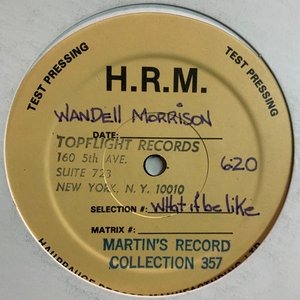 TEST PRESSING
TEST PRESSING
H.R.M.
WANDELL MORRISON
DATE:
TOPFLIGHT RECORDS
160 5th AVE.
620
SUITE 723
NEW YORK, N. Y. 10010
SELECTION #: What it be like
MATRIX #:
MARTIN'S RECORD
COLLECTION 357